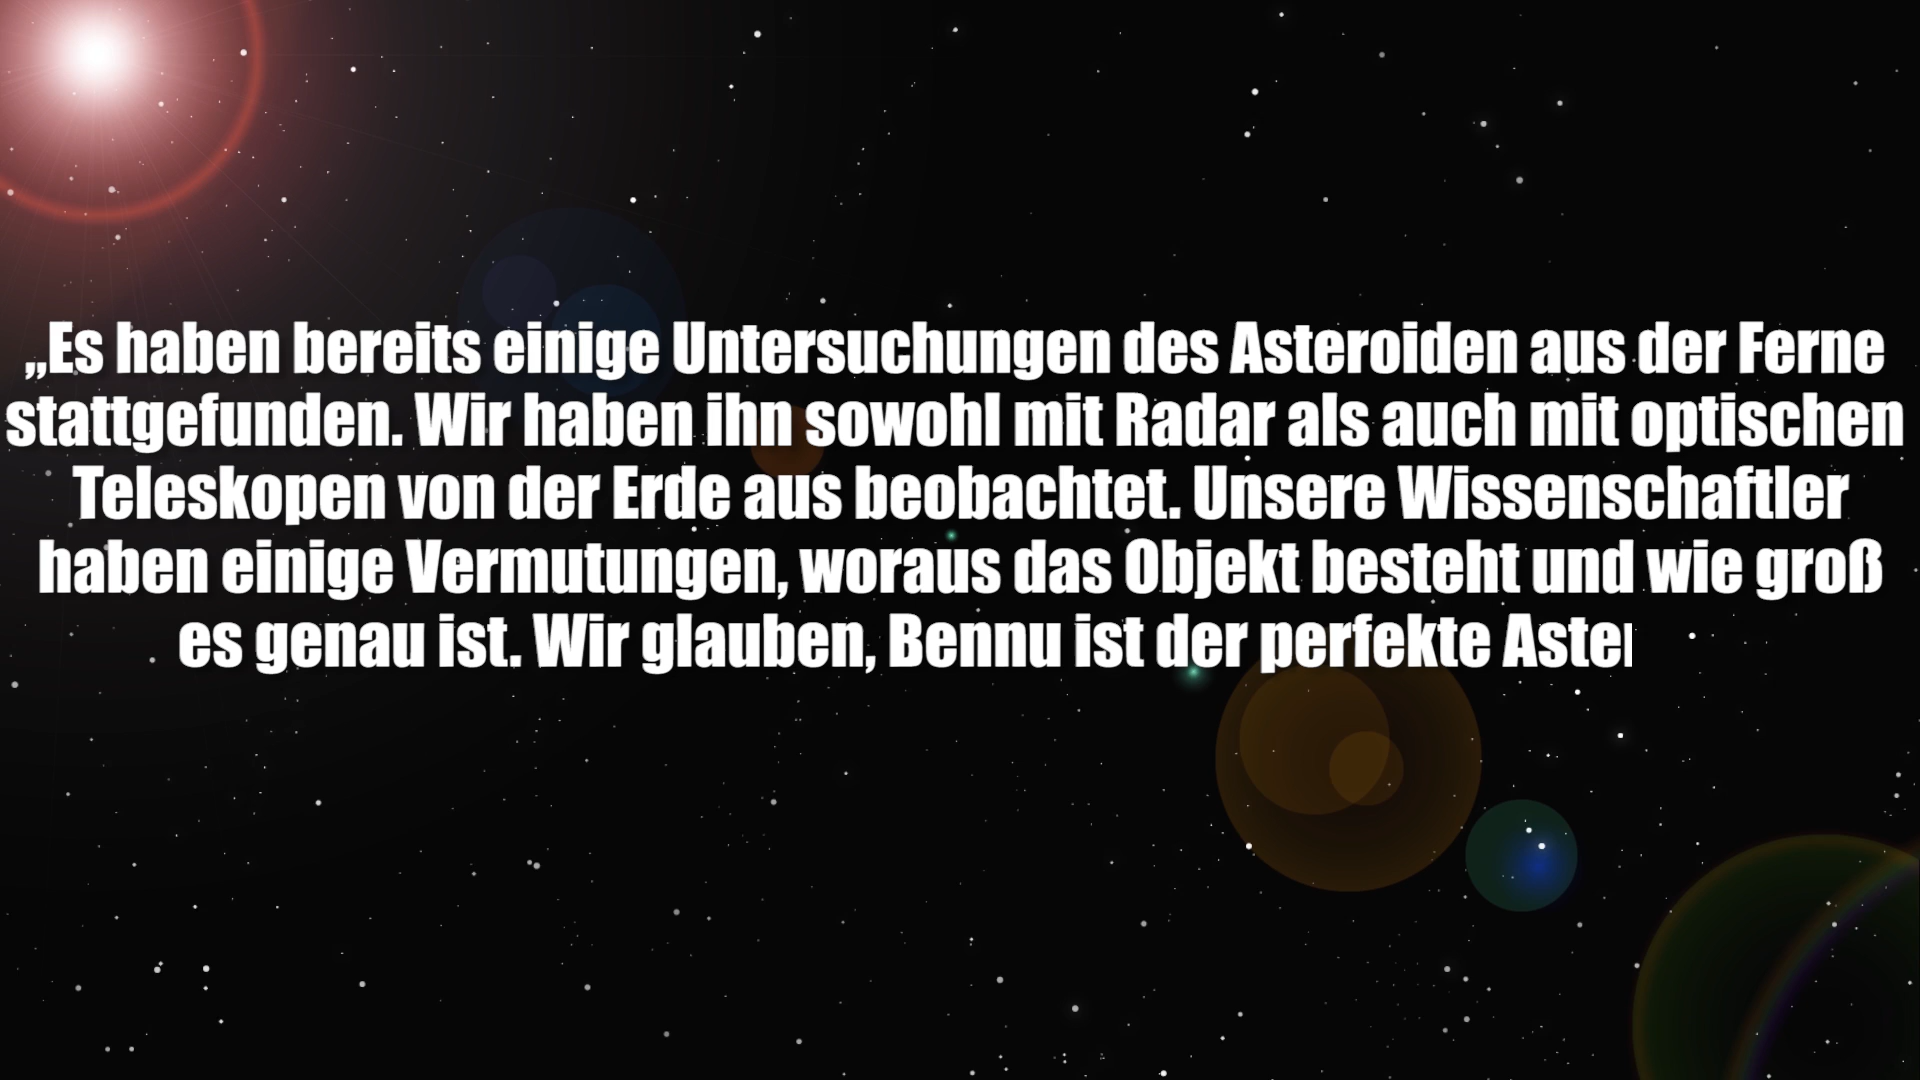 „Es haben bereits einige Untersuchungen des Asteroiden aus der Ferne
stattgefunden. Wir haben ihn sowohl mit Radar als auch mit optischen
Teleskopen von der Erde aus beobachtet. Unsere Wissenschaftler
haben einige Vermutungen, woraus das Objekt besteht und wie groß
es genau ist. Wir glauben, Bennu ist der perfekte